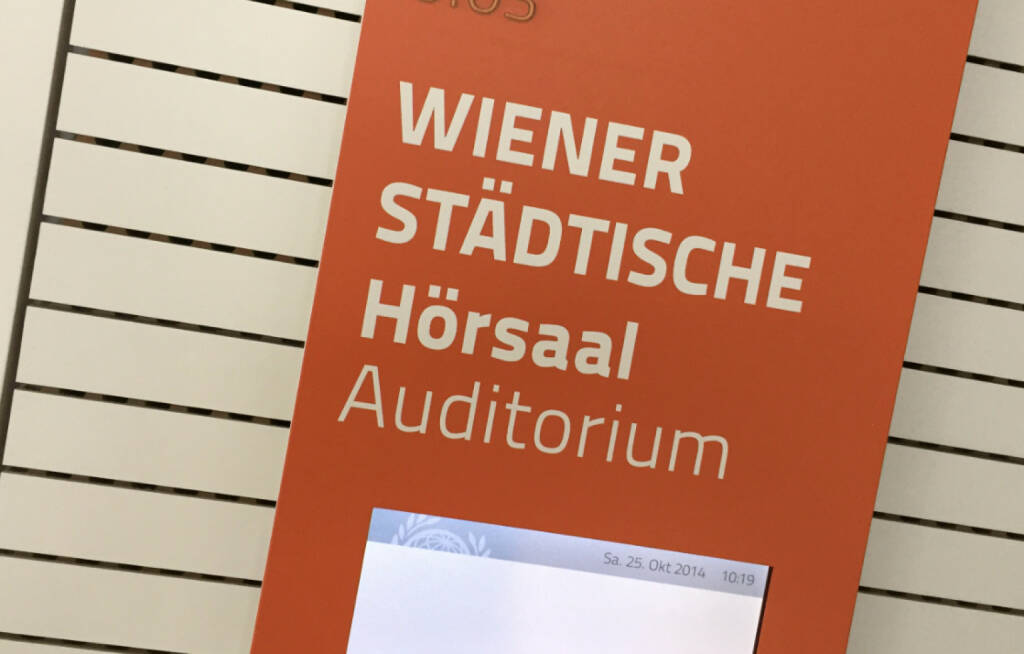 WIENER
STÄDTISCHE
Hörsaal
Auditorium
Sa. 25. Okt 2014 10:19